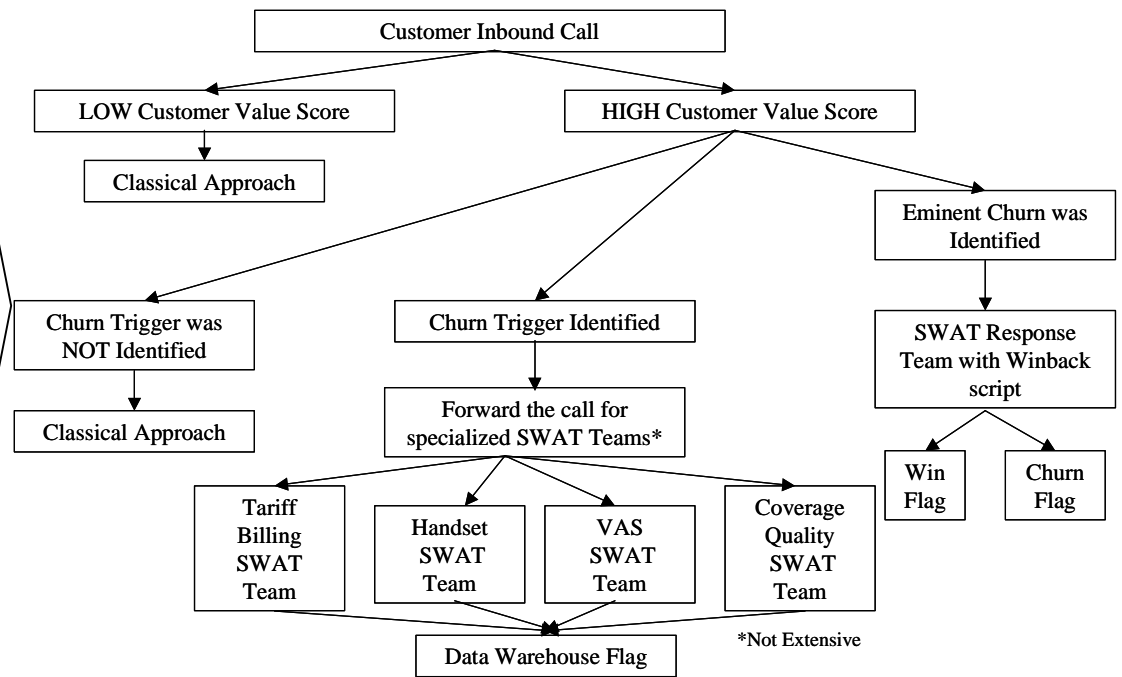 Customer Inbound Call
LOW Customer Value Score
HIGH Customer Value Score
Classical Approach
Eminent Churn was
Identified
Churn Trigger was
NOT Identified
Churn Trigger Identified
SWAT Response
Team with Winback
script
Classical Approach
Forward the call for
specialized SWAT Teams*
Win
Flag
Churn
Flag
Tariff
Billing
SWAT
Team
Handset
SWAT
Team
VAS
SWAT
Team
Coverage
Quality
SWAT
Team
*Not Extensive
Data Warehouse Flag